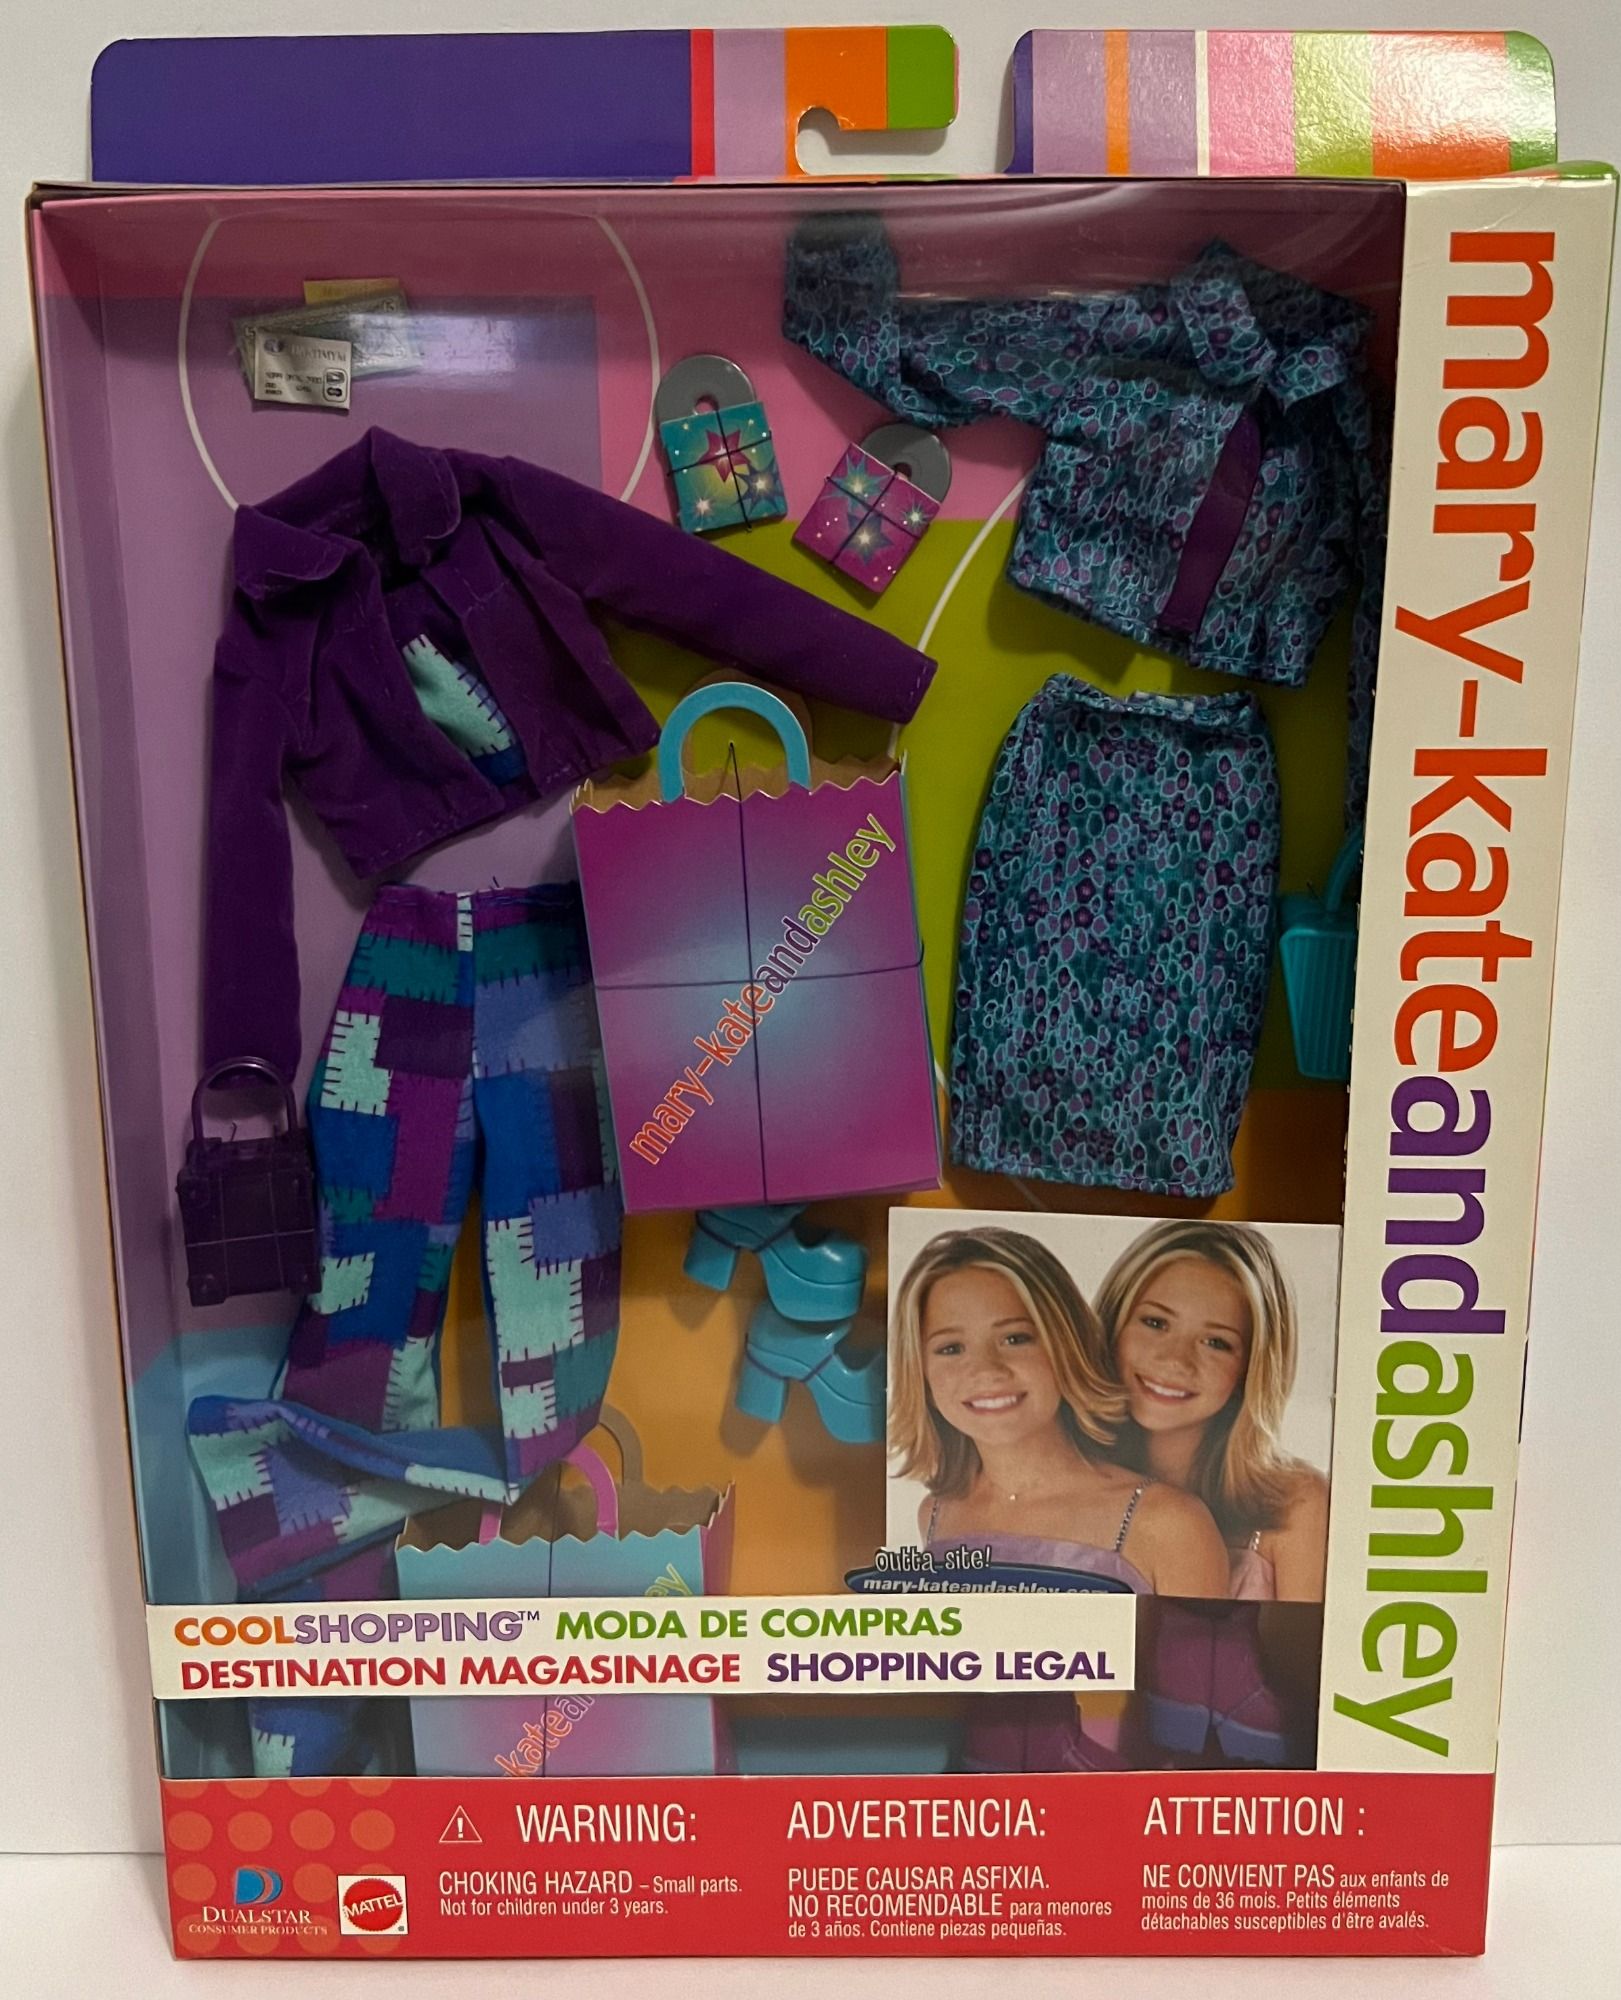 mary-kateandashley
mary-kateandashley
outta site!
mary-kateandashley.com
COOLSHOPPING™ MODA DE COMPRAS
DESTINATION MAGASINAGE SHOPPING LEGAL
WARNING:
CHOKING HAZARD – Small parts.
Not for children under 3 years.
ADVERTENCIA:
PUEDE CAUSAR ASFIXIA.
NO RECOMENDABLE para menores
de 3 años. Contiene piezas pequeñas.
ATTENTION :
NE CONVIENT PAS aux enfants de
moins de 36 mois. Petits éléments
détachables susceptibles d'être avalés.
DUALSTAR
CONSUMER PRODUCTS
MATTEL
®